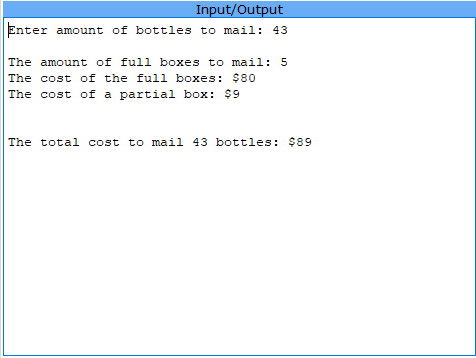 Input/Output
Enter amount of bottles to mail: 43
The amount of full boxes to mail: 5
The cost of the full boxes: $80
The cost of a partial box: $9
The total cost to mail 43 bottles: $89